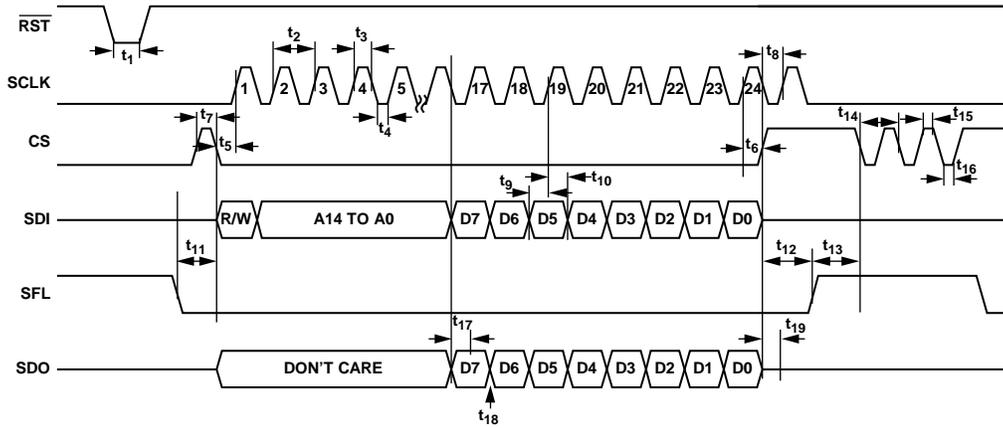 RST
t1
t2 t3 t8
SCLK 1 2 3 4 5 17 18 19 20 21 22 23 24
t4
t7 t14 t15
CS t5 t6
t16
t9 t10
SDI R/W A14 TO A0 D7 D6 D5 D4 D3 D2 D1 D0
t11 t12 t13
SFL
t17 t19
SDO DON'T CARE D7 D6 D5 D4 D3 D2 D1 D0
t18